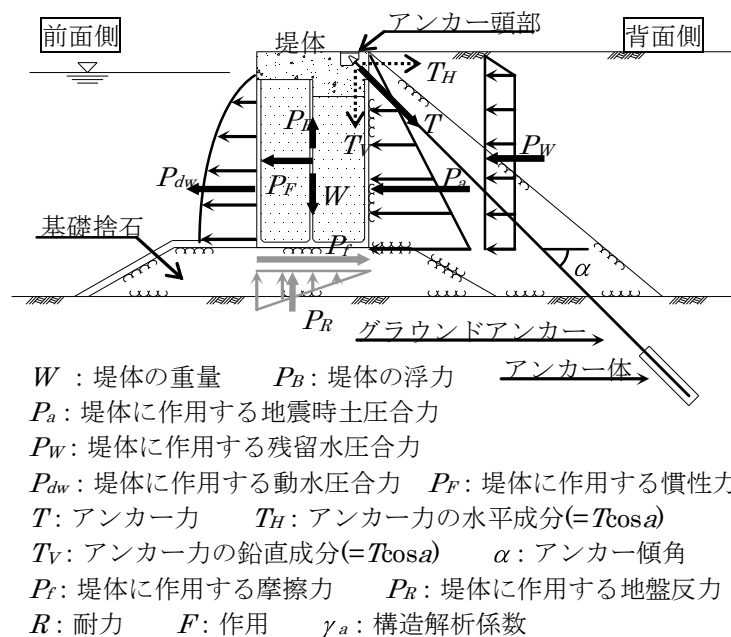 前面側
堤体
アンカー頭部
背面側
T_H
P_B
T_V
T
P_W
P_dw
P_F
W
P_a
基礎捨石
P_f
α
P_R
グラウンドアンカー
アンカー体
W : 堤体の重量 P_B : 堤体の浮力
P_a : 堤体に作用する地震時土圧合力
P_W : 堤体に作用する残留水圧合力
P_dw : 堤体に作用する動水圧合力 P_F : 堤体に作用する慣性力
T : アンカー力 T_H : アンカー力の水平成分(=Tcosa)
T_V : アンカー力の鉛直成分(=Tcosa) α : アンカー傾角
P_f : 堤体に作用する摩擦力 P_R : 堤体に作用する地盤反力
R : 耐力 F : 作用 γ_a : 構造解析係数